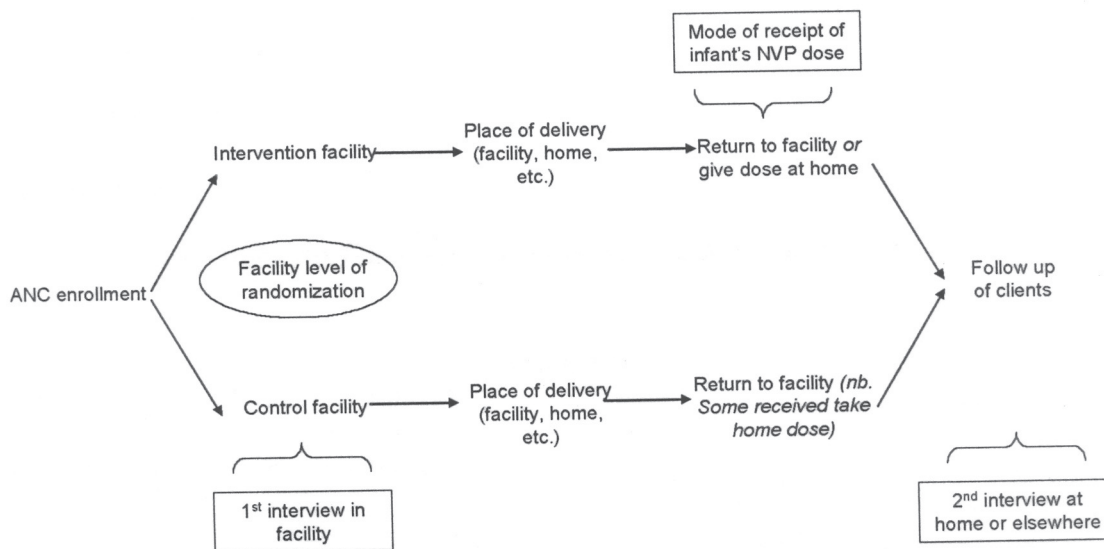 Mode of receipt of
infant's NVP dose
Intervention facility
Place of delivery
(facility, home,
etc.)
Return to facility or
give dose at home
Facility level of
randomization
ANC enrollment
Follow up
of clients
Control facility
Place of delivery
(facility, home,
etc.)
Return to facility (nb.
Some received take
home dose)
1st interview in
facility
2nd interview at
home or elsewhere